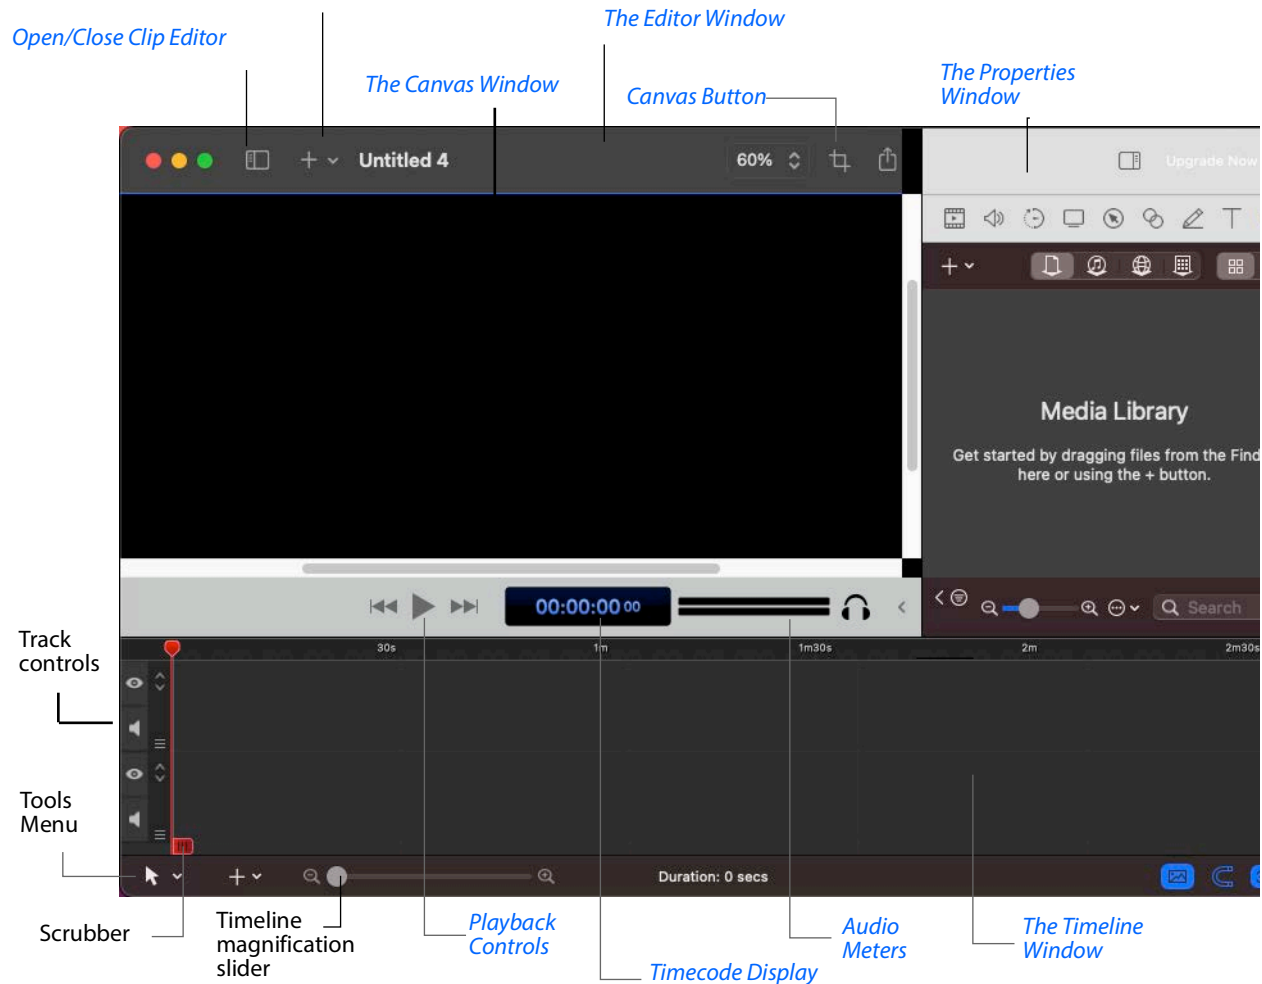 The Editor Window
Open/Close Clip Editor
The Properties
Window
The Canvas Window
Canvas Button
Untitled 4
60%
Upgrade Now
Media Library
Get started by dragging files from the Find
here or using the + button.
00:00:00 00
Search
Track
controls
30s
1m
1m30s
2m
2m30s
Tools
Menu
Duration: 0 secs
Scrubber
Timeline
magnification
slider
Playback
Controls
Audio
Meters
The Timeline
Window
Timecode Display